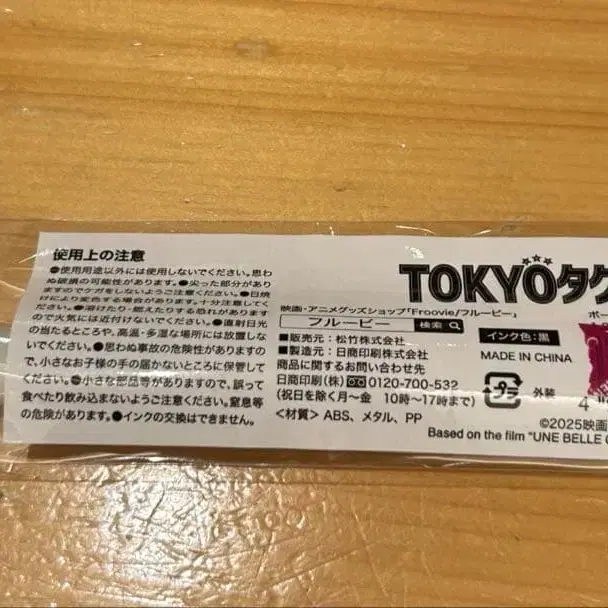 使用上の注意
●使用用途以外には使用しないでください。思わ
ぬ破損の可能性があります。●尖った部分があり
ますのでケガをしないようご注意ください。●日焼
けにより変色する場合があります。十分注意してく
ださい。●溶けたり・燃えたりする恐れがあります
ので火気には近付けないでください。●直射日光
の当たるところや、高温・多湿な場所には放置しな
いでください。●思わぬ事故の危険性がありますの
で、小さなお子様の手の届かないところに保管して
ください。●小さな部品等がありますので、誤って
食べたり飲み込まないようご注意ください。窒息等
の危険があります。●インクの交換はできません。
TOKYOタク
映画・アニメグッズショップ「Froovie/フルービー」
フルービー 検索
■販売元：松竹株式会社
■製造元：日商印刷株式会社
商品に関するお問い合わせ先
日商印刷(株) 0120-700-532
(祝日を除く月～金 10時～17時まで)
<材質> ABS、メタル、PP
ボー
インク色：黒
MADE IN CHINA
プラ 外装
4
©2025映画
Based on the film "UNE BELLE